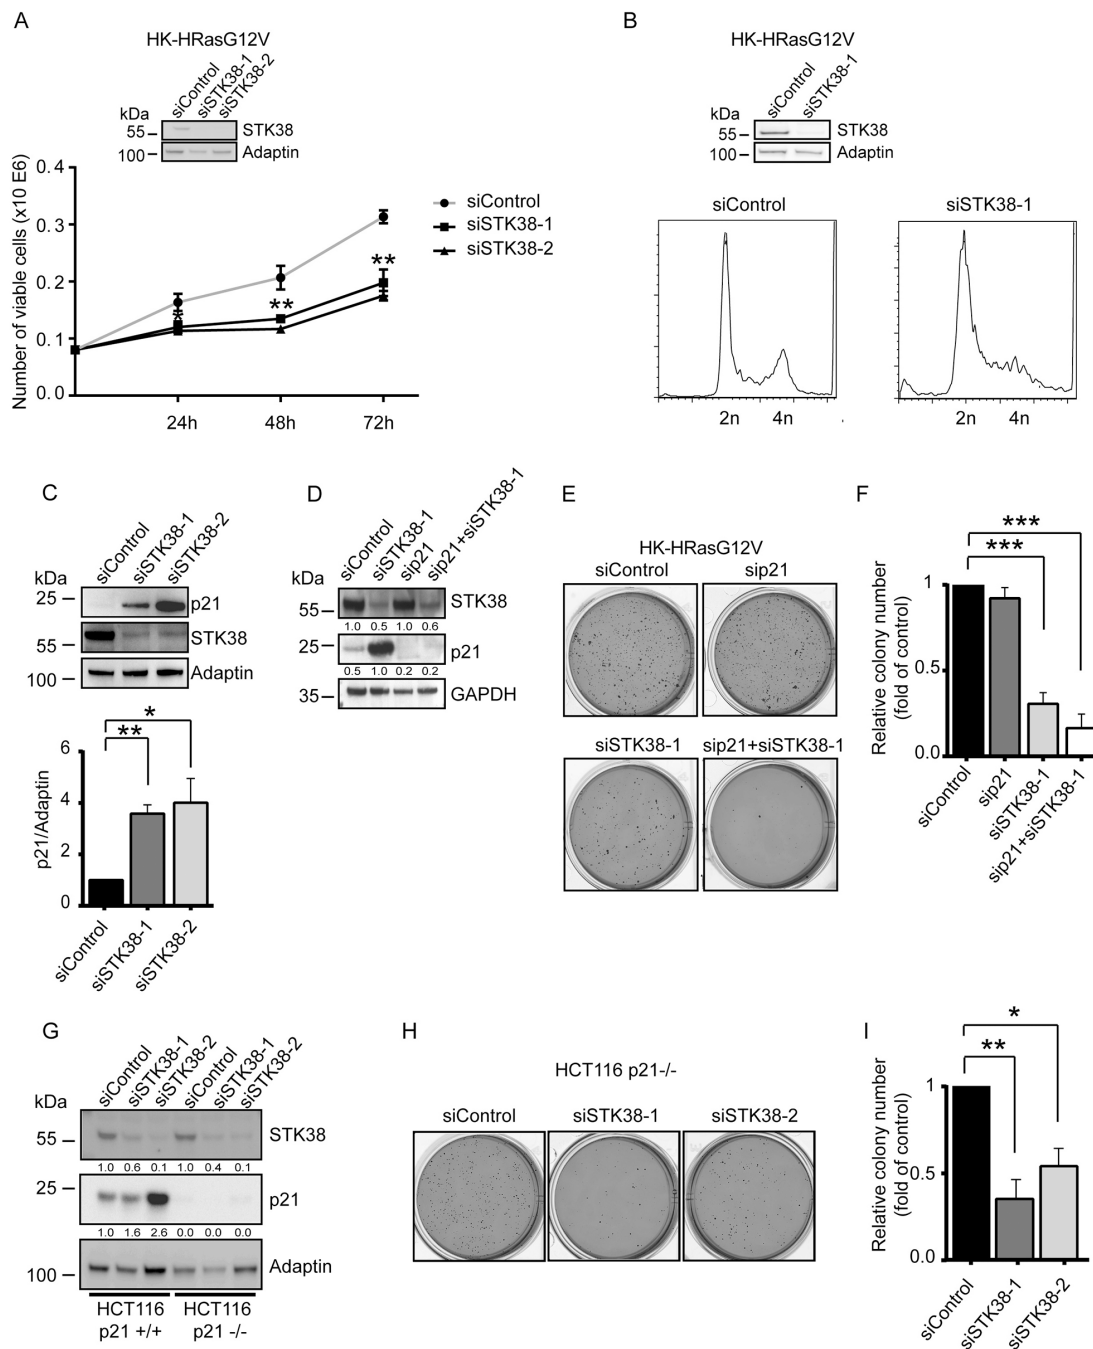 A
HK-HRasG12V
siControl
siSTK38-1
siSTK38-2
kDa
55
STK38
100
Adaptin
Number of viable cells (x10 E6)
0.4
0.3
0.2
0.1
0.0
*
**
**
24h
48h
72h
siControl
siSTK38-1
siSTK38-2
B
HK-HRasG12V
siControl
siSTK38-1
kDa
55
STK38
100
Adaptin
siControl
siSTK38-1
2n 4n
2n 4n
C
siControl
siSTK38-1
siSTK38-2
kDa
25
p21
55
STK38
100
Adaptin
p21/Adaptin
6
4
2
0
*
**
siControl
siSTK38-1
siSTK38-2
D
siControl
siSTK38-1
sip21
sip21+siSTK38-1
kDa
55
STK38
1.0 0.5 1.0 0.6
25
p21
0.5 1.0 0.2 0.2
35
GAPDH
E
HK-HRasG12V
siControl
sip21
siSTK38-1
sip21+siSTK38-1
F
Relative colony number
(fold of control)
1
0.5
0.0
***
***
siControl
sip21
siSTK38-1
sip21+siSTK38-1
G
siControl
siSTK38-1
siSTK38-2
siControl
siSTK38-1
siSTK38-2
kDa
55
STK38
1.0 0.6 0.1 1.0 0.4 0.1
25
p21
1.0 1.6 2.6 0.0 0.0 0.0
100
Adaptin
HCT116
p21 +/+
HCT116
p21 -/-
H
HCT116 p21-/-
siControl
siSTK38-1
siSTK38-2
I
Relative colony number
(fold of control)
1
0.5
0.0
*
**
siControl
siSTK38-1
siSTK38-2